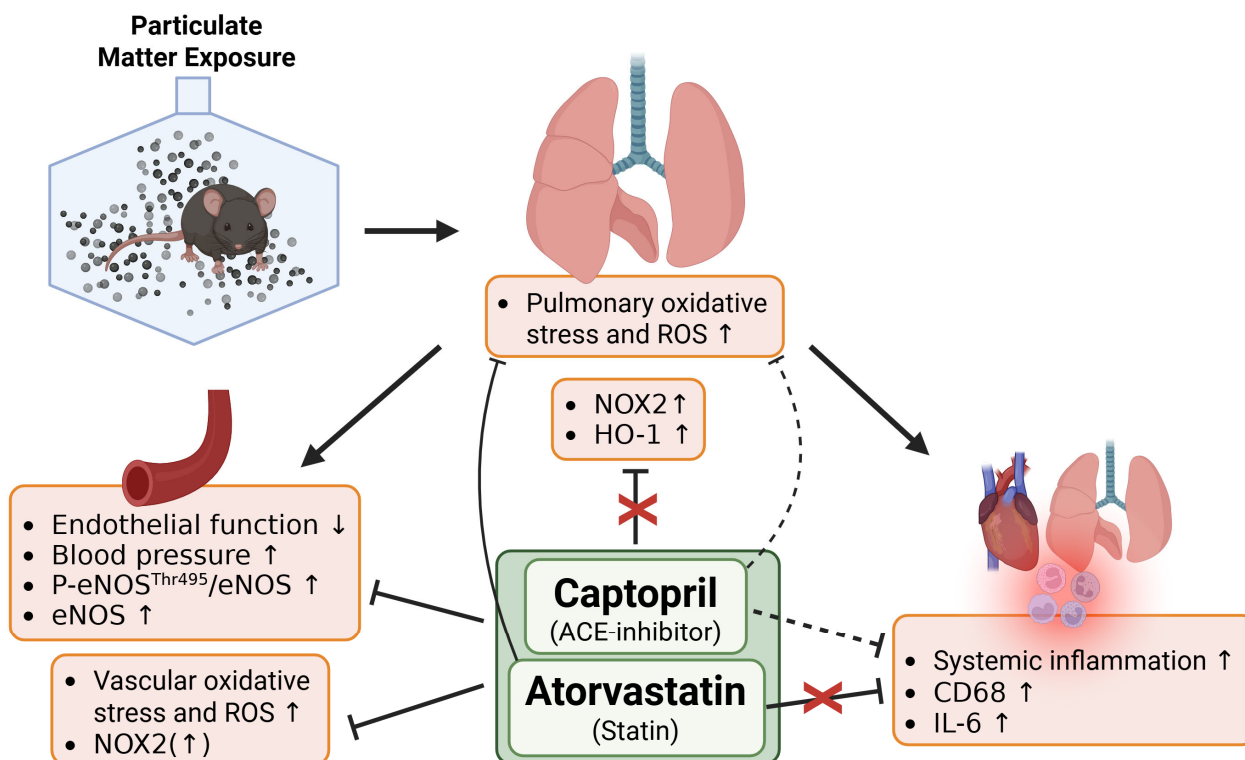 Particulate
Matter Exposure
• Pulmonary oxidative
stress and ROS ↑
• NOX2↑
• HO-1 ↑
• Endothelial function ↓
• Blood pressure ↑
• P-eNOSThr495/eNOS ↑
• eNOS ↑
• Vascular oxidative
stress and ROS ↑
• NOX2(↑)
Captopril
(ACE-inhibitor)
Atorvastatin
(Statin)
• Systemic inflammation ↑
• CD68 ↑
• IL-6 ↑